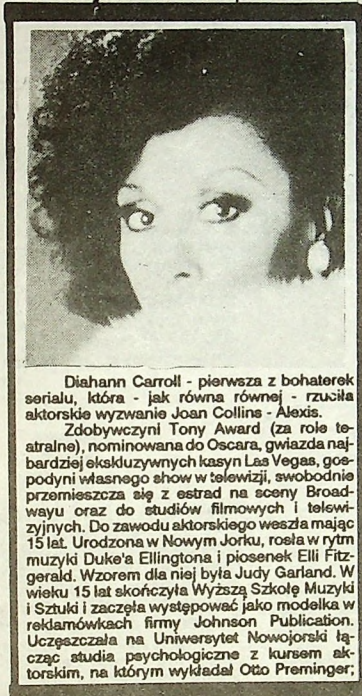 Diahann Carroll - pierwsza z bohaterek
serialu, która - jak równa równej - rzuciła
aktorskie wyzwanie Joan Collins - Alexis.
Zdobywczyni Tony Award (za role te-
atralne), nominowana do Oscara, gwiazda naj-
bardziej ekskluzywnych kasyn Las Vegas, gos-
podyni własnego show w telewizji, swobodnie
przemieszcza się z estrad na sceny Broad-
wayu oraz do studiów filmowych i telewi-
zyjnych. Do zawodu aktorskiego weszła mając
15 lat. Urodzona w Nowym Jorku, rosła w rytm
muzyki Duke'a Ellingtona i piosenek Elli Fitz-
gerald. Wzorem dla niej była Judy Garland. W
wieku 15 lat skończyła Wyższą Szkołę Muzyki
i Sztuki i zaczęła występować jako modelka w
reklamówkach firmy Johnson Publication.
Uczęszczała na Uniwersytet Nowojorski łą-
cząc studia psychologiczne z kursem ak-
torskim, na którym wykładał Otto Preminger.